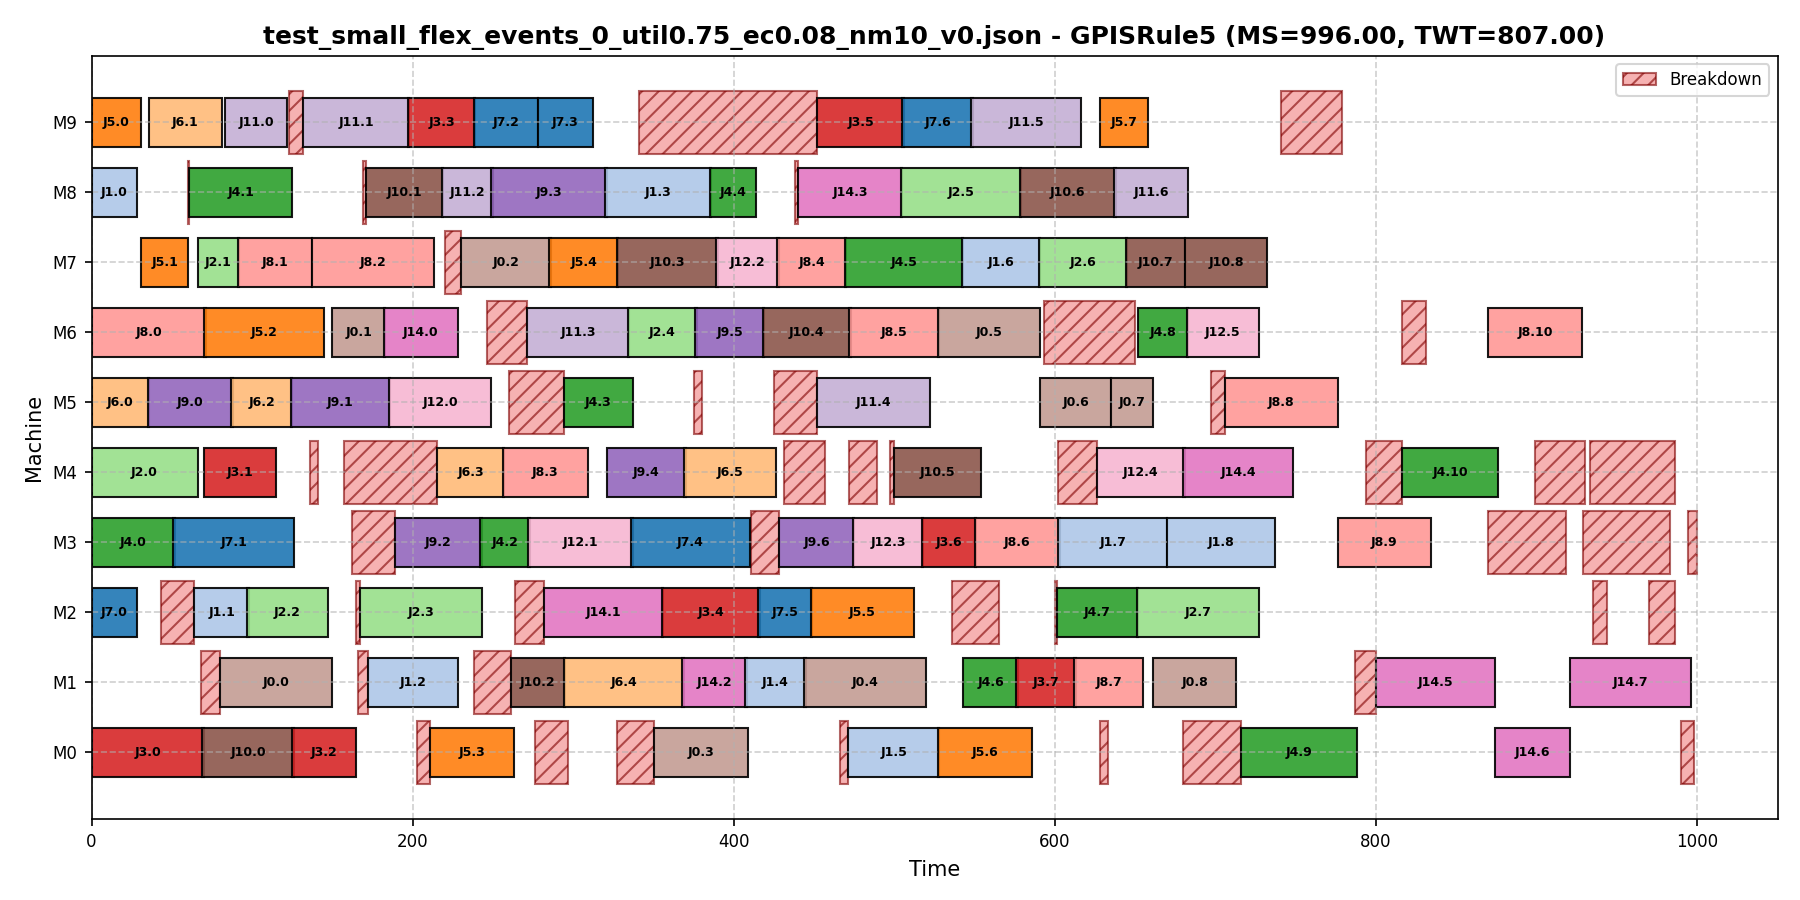 test_small_flex_events_0_util0.75_ec0.08_nm10_v0.json - GPISRule5 (MS=996.00, TWT=807.00)
Breakdown
Machine
M9 J5.0 J6.1 J11.0 J11.1 J3.3 J7.2 J7.3 J3.5 J7.6 J11.5 J5.7
M8 J1.0 J4.1 J10.1 J11.2 J9.3 J1.3 J4.4 J14.3 J2.5 J10.6 J11.6
M7 J5.1 J2.1 J8.1 J8.2 J0.2 J5.4 J10.3 J12.2 J8.4 J4.5 J1.6 J2.6 J10.7 J10.8
M6 J8.0 J5.2 J0.1 J14.0 J11.3 J2.4 J9.5 J10.4 J8.5 J0.5 J4.8 J12.5 J8.10
M5 J6.0 J9.0 J6.2 J9.1 J12.0 J4.3 J11.4 J0.6 J0.7 J8.8
M4 J2.0 J3.1 J6.3 J8.3 J9.4 J6.5 J10.5 J12.4 J14.4 J4.10
M3 J4.0 J7.1 J9.2 J4.2 J12.1 J7.4 J9.6 J12.3 J3.6 J8.6 J1.7 J1.8 J8.9
M2 J7.0 J1.1 J2.2 J2.3 J14.1 J3.4 J7.5 J5.5 J4.7 J2.7
M1 J0.0 J1.2 J10.2 J6.4 J14.2 J1.4 J0.4 J4.6 J3.7 J8.7 J0.8 J14.5 J14.7
M0 J3.0 J10.0 J3.2 J5.3 J0.3 J1.5 J5.6 J4.9 J14.6
0 200 400 600 800 1000
Time